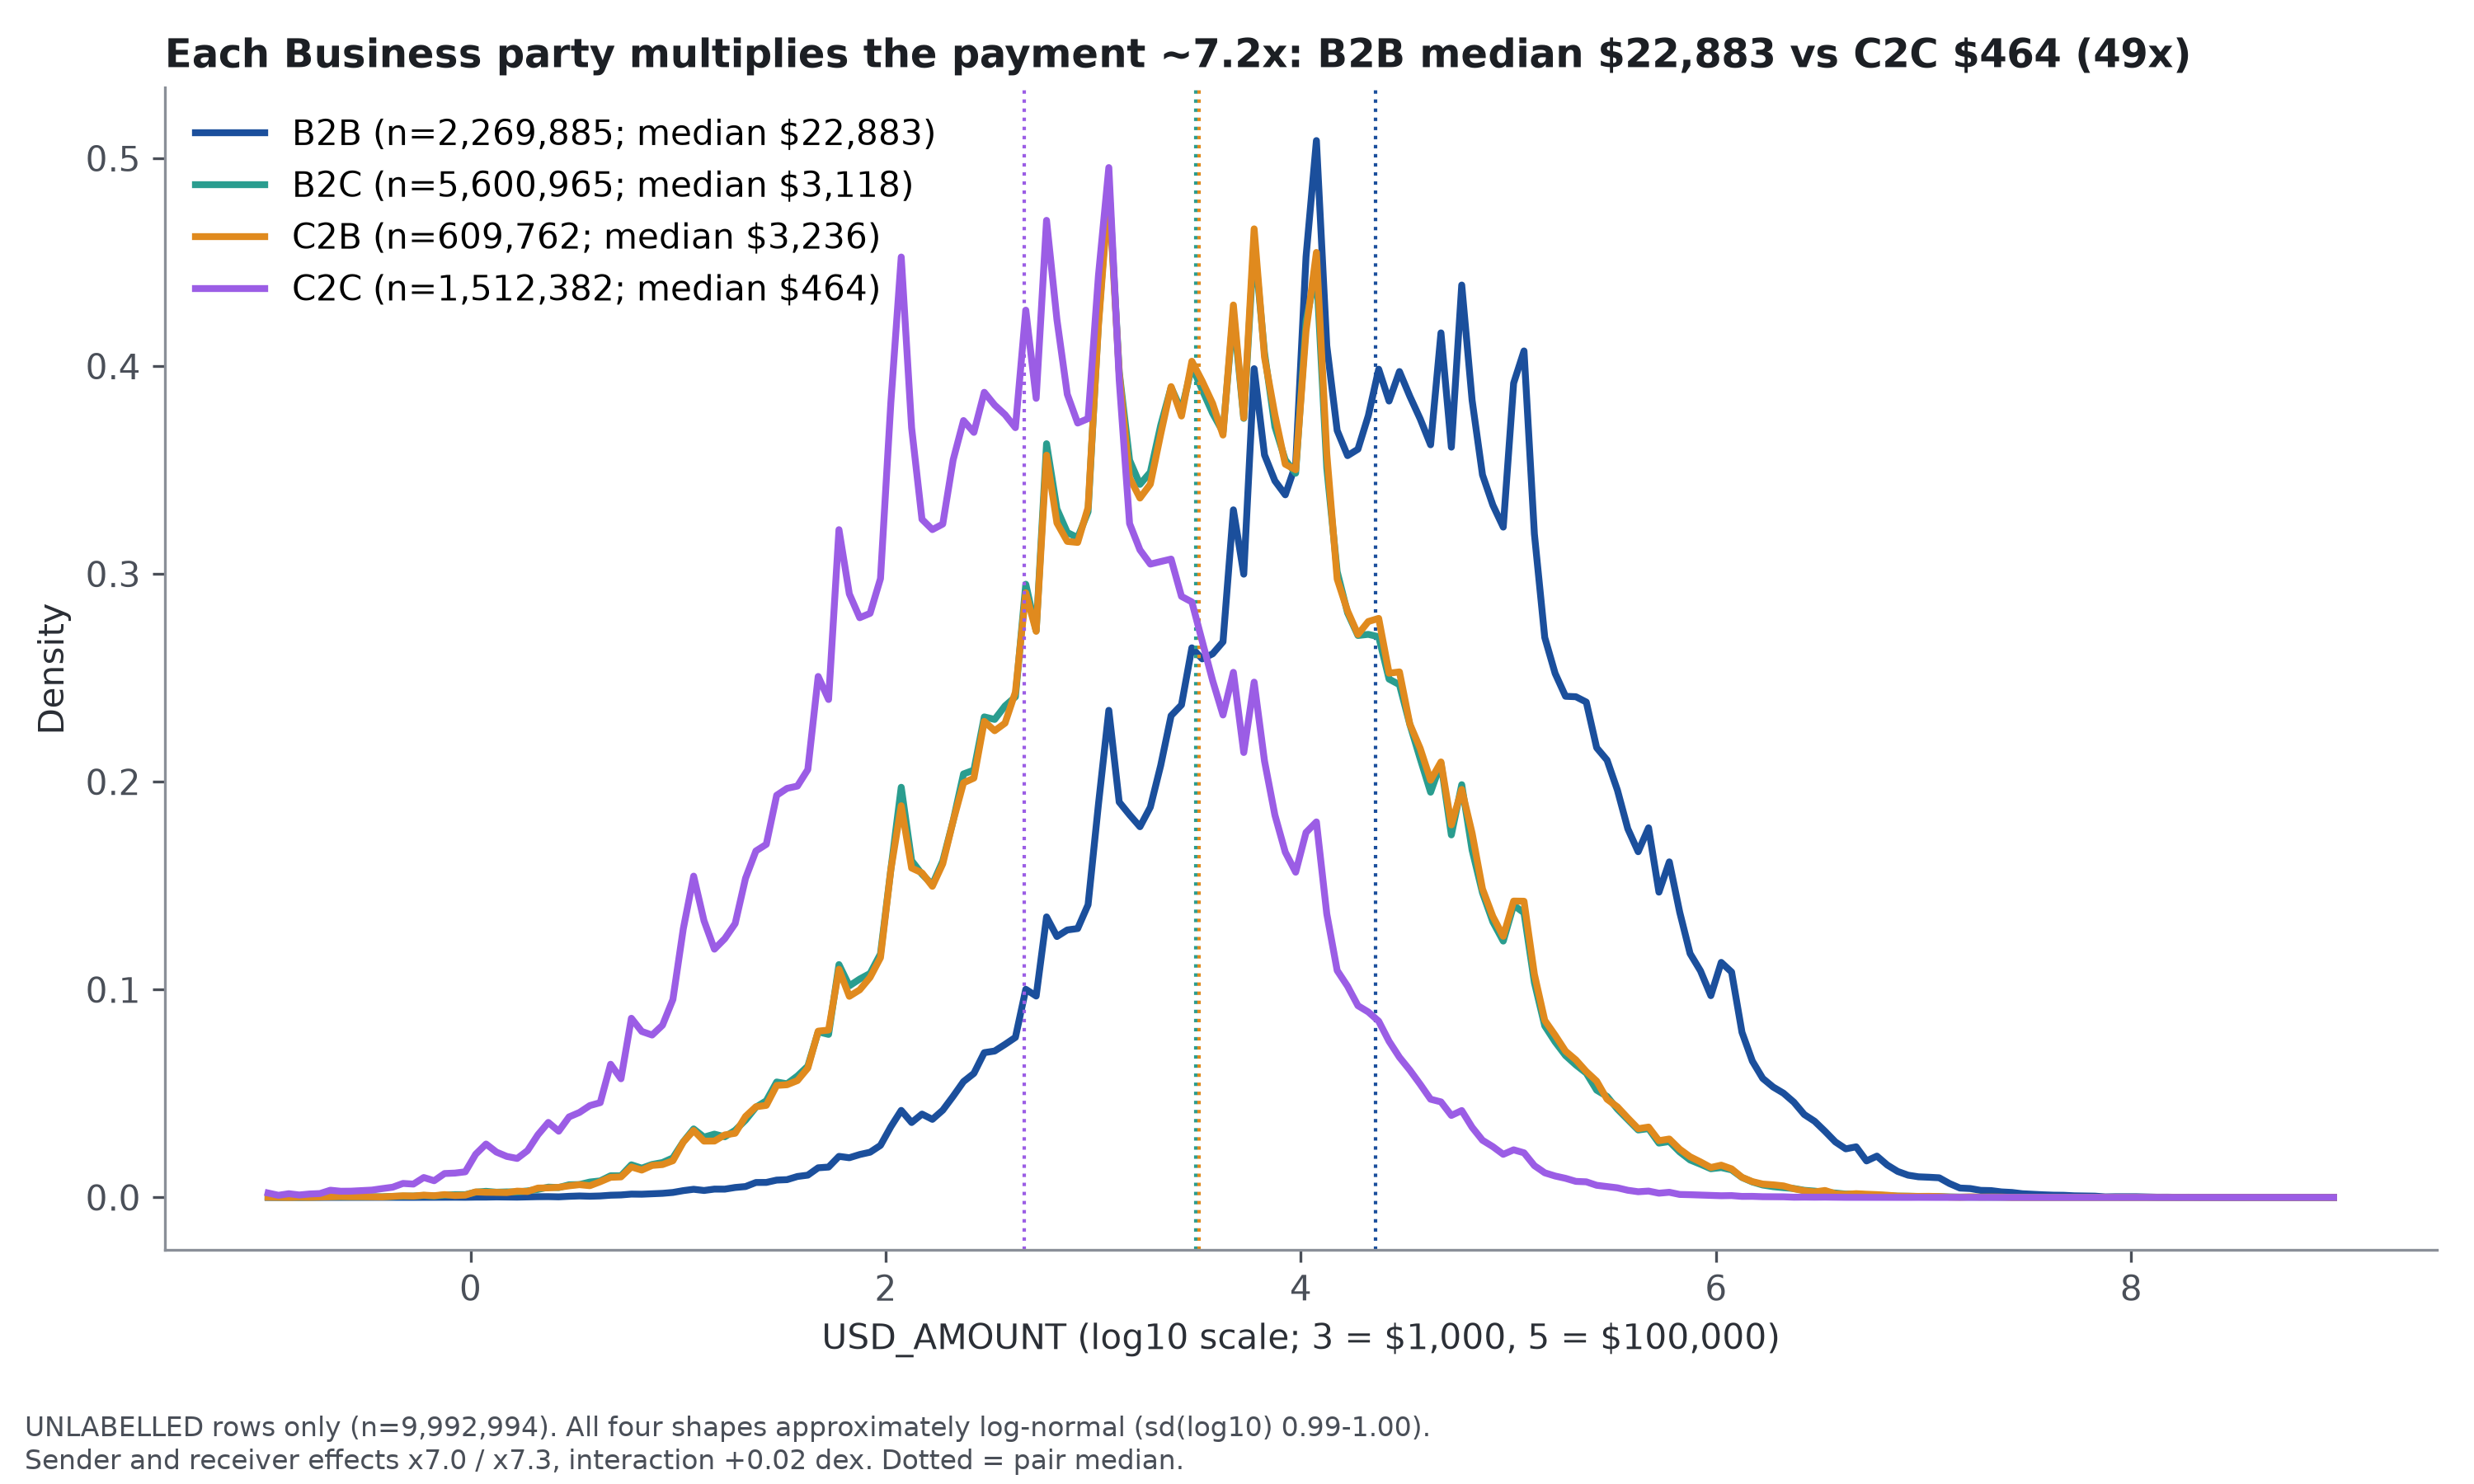 Each Business party multiplies the payment ~7.2x: B2B median $22,883 vs C2C $464 (49x)
B2B (n=2,269,885; median $22,883)
B2C (n=5,600,965; median $3,118)
C2B (n=609,762; median $3,236)
C2C (n=1,512,382; median $464)
0.5
0.4
0.3
0.2
0.1
0.0
Density
0
2
4
6
8
USD_AMOUNT (log10 scale; 3 = $1,000, 5 = $100,000)
UNLABELLED rows only (n=9,992,994). All four shapes approximately log-normal (sd(log10) 0.99-1.00).
Sender and receiver effects x7.0 / x7.3, interaction +0.02 dex. Dotted = pair median.